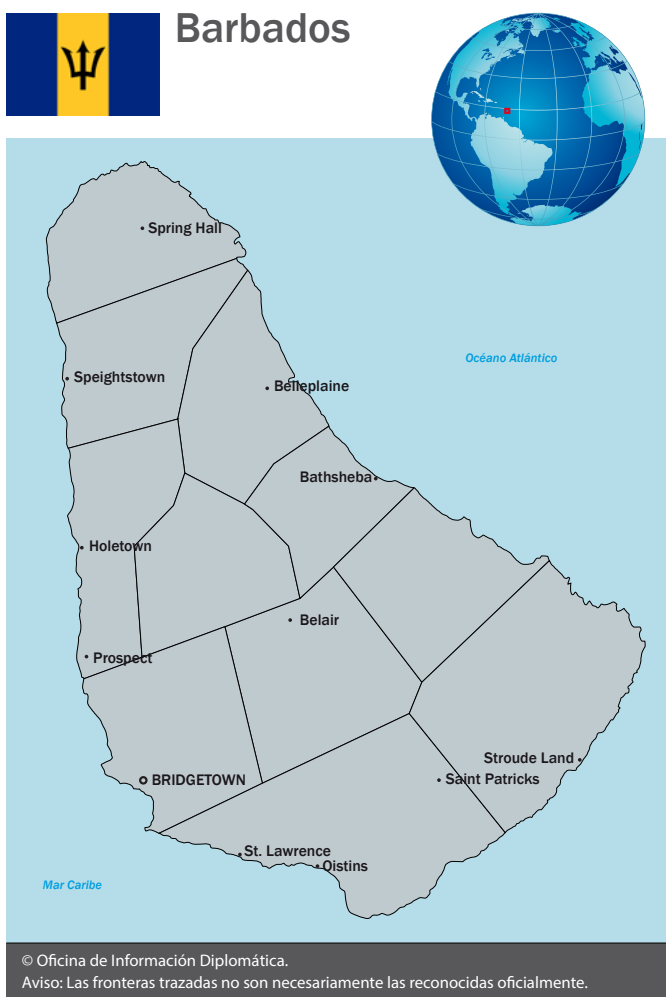 Barbados
Spring Hall
Océano Atlántico
Speightstown
Belleplaine
Bathsheba
Holetown
Belair
Prospect
Stroude Land
BRIDGETOWN
Saint Patricks
St. Lawrence
Oistins
Mar Caribe
© Oficina de Información Diplomática.
Aviso: Las fronteras trazadas no son necesariamente las reconocidas oficialmente.